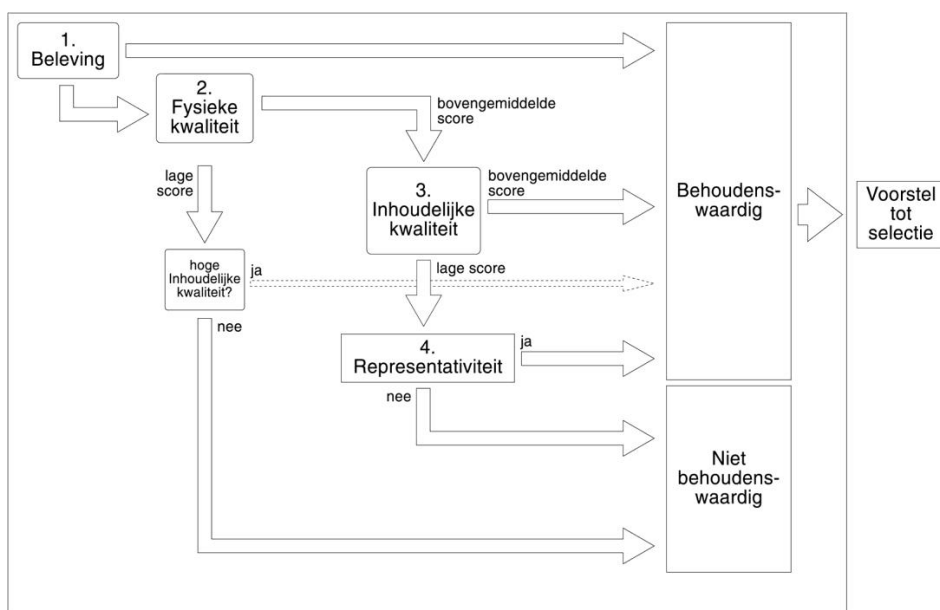 1.
Beleving
2.
Fysieke
kwaliteit
bovengemiddelde
score
lage
score
3.
Inhoudelijke
kwaliteit
bovengemiddelde
score
Behoudens-
waardig
Voorstel
tot
selectie
hoge
Inhoudelijke
kwaliteit?
ja
lage score
nee
4.
Representativiteit
ja
nee
Niet
behoudens-
waardig